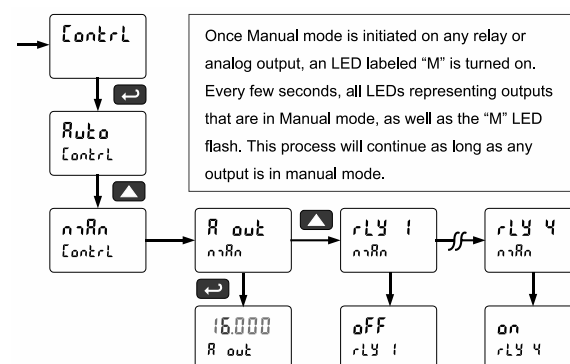 Contrl
Once Manual mode is initiated on any relay or
analog output, an LED labeled “M” is turned on.
Every few seconds, all LEDs representing outputs
that are in Manual mode, as well as the “M” LED
flash. This process will continue as long as any
output is in manual mode.
Auto
Contrl
mAn
Contrl
A out
mAn
rLY 1
mAn
rLY 4
mAn
16.000
A out
oFF
rLY 1
on
rLY 4